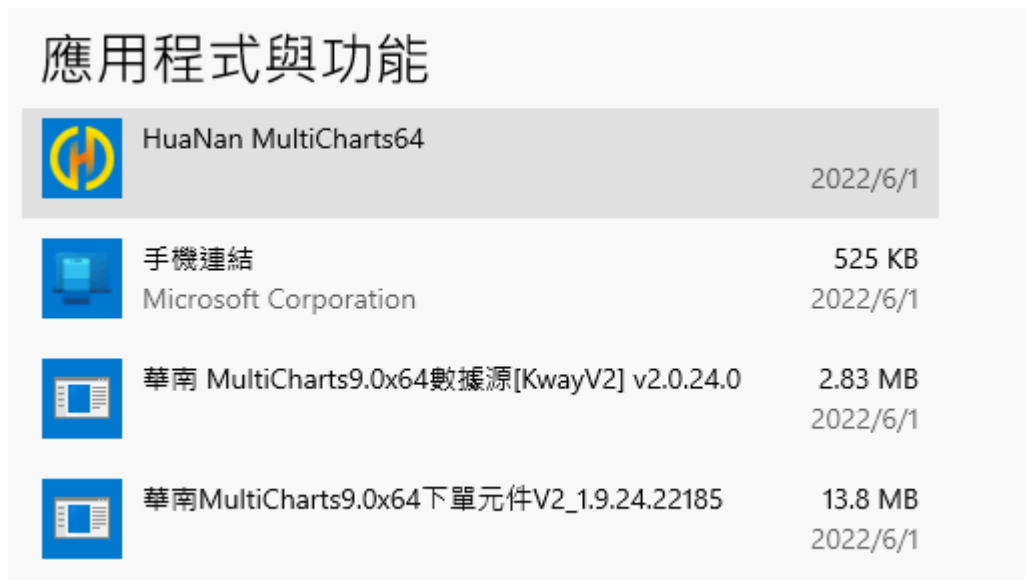 應用程式與功能
HuaNan MultiCharts64
2022/6/1
手機連結
525 KB
Microsoft Corporation
2022/6/1
華南 MultiCharts9.0x64數據源[KwayV2] v2.0.24.0
2.83 MB
2022/6/1
華南MultiCharts9.0x64下單元件V2_1.9.24.22185
13.8 MB
2022/6/1